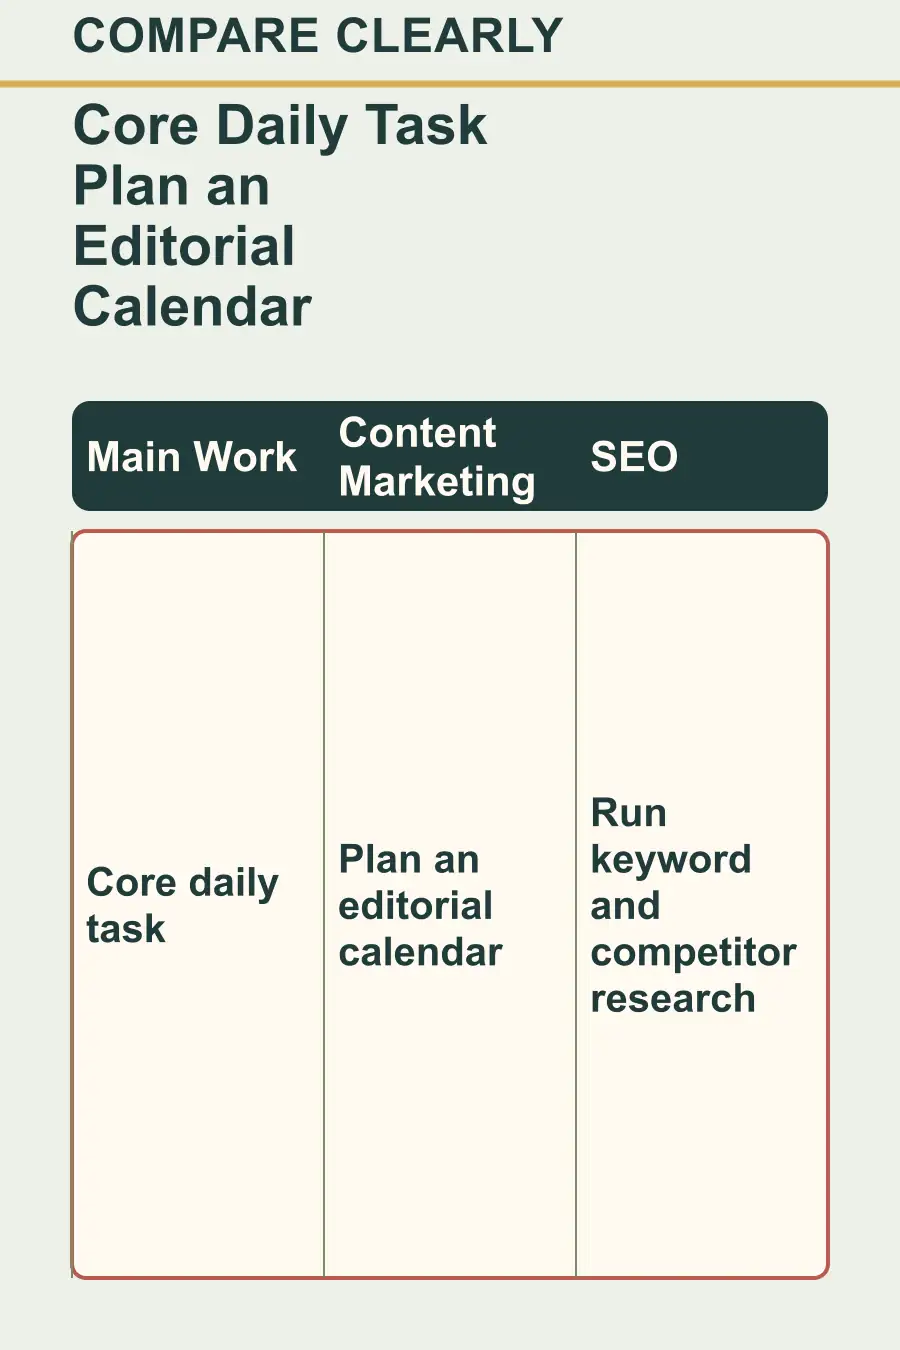 COMPARE CLEARLY
Core Daily Task
Plan an
Editorial
Calendar
Main Work
Content
Marketing
SEO
Core daily
task
Plan an
editorial
calendar
Run
keyword
and
competitor
research